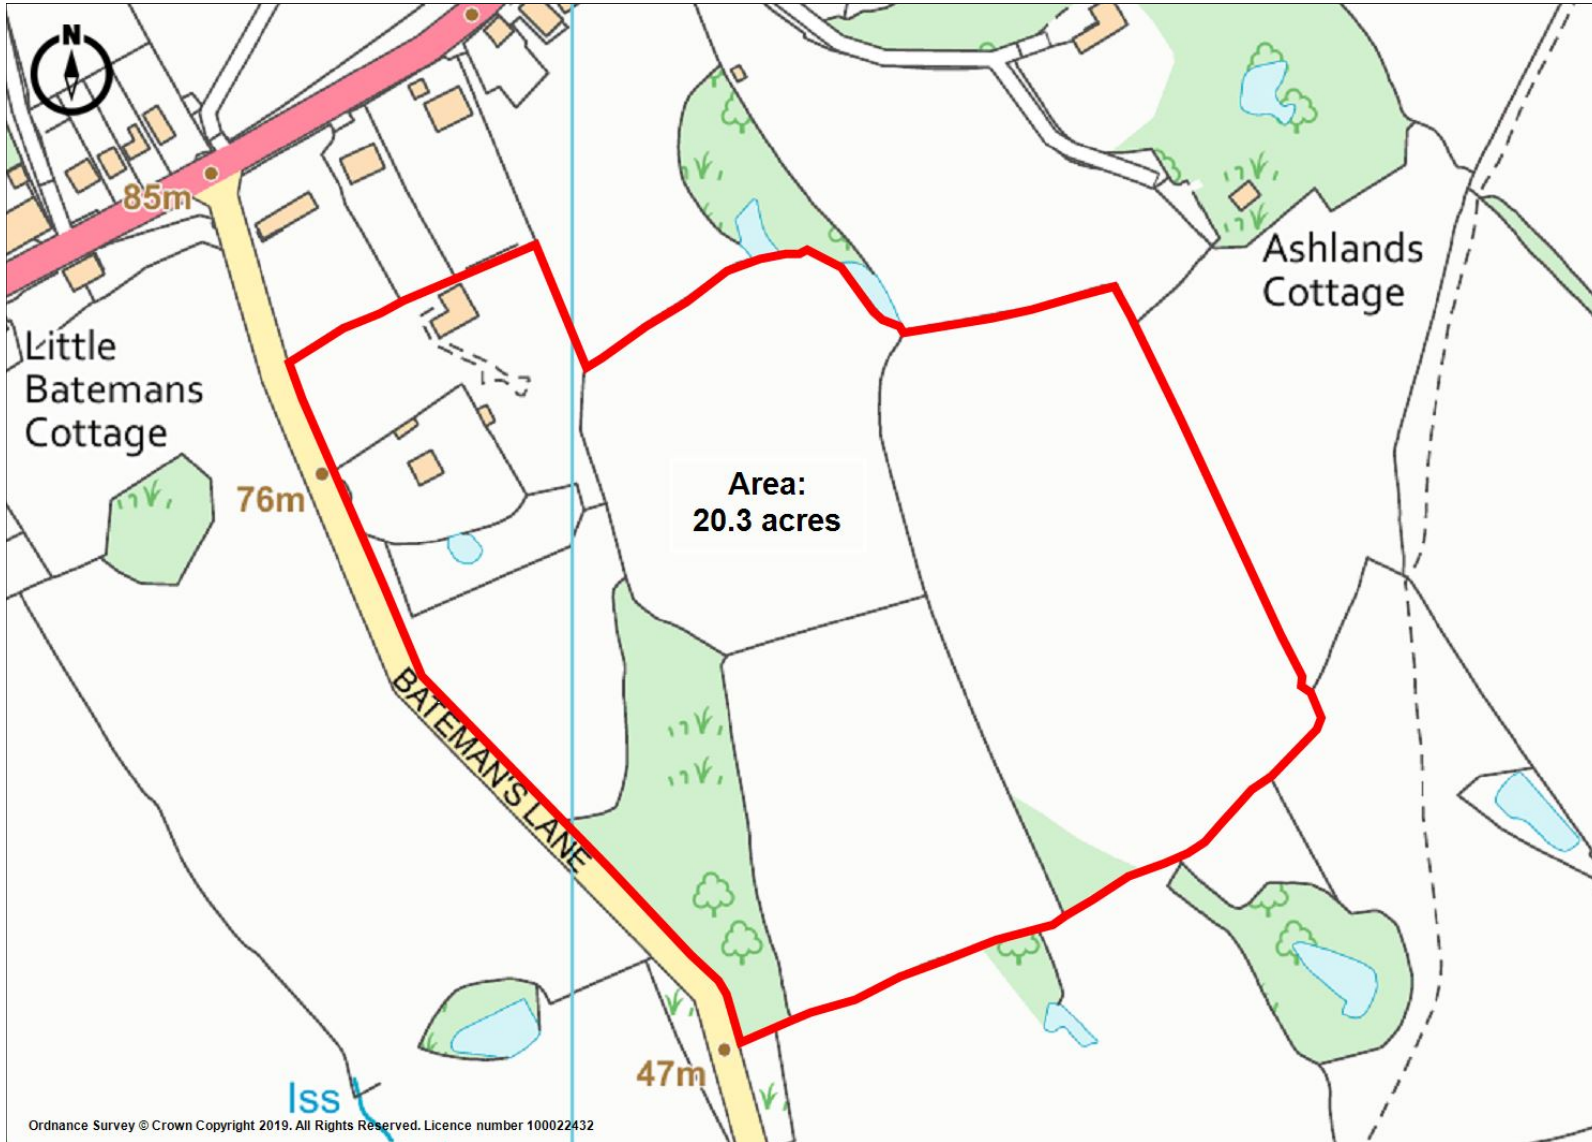 N
85m
Ashlands
Cottage
Little
Batemans
Cottage
76m
Area:
20.3 acres
BATEMAN'S LANE
47m
Iss
Ordnance Survey © Crown Copyright 2019. All Rights Reserved. Licence number 100022432